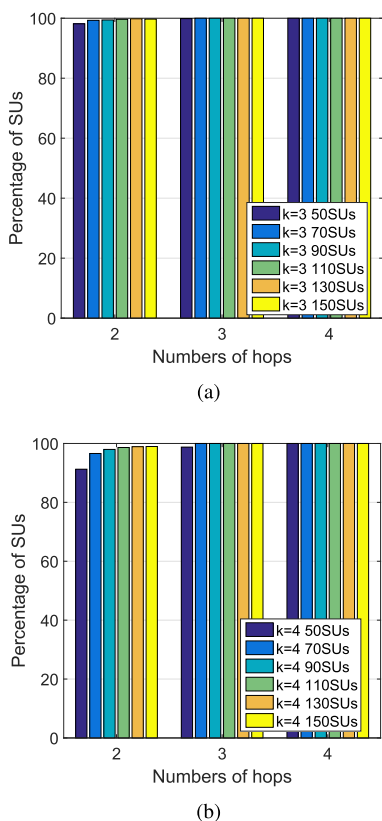 100
80
60
40
20
0
Percentage of SUs
k=3 50SUs
k=3 70SUs
k=3 90SUs
k=3 110SUs
k=3 130SUs
k=3 150SUs
2 3 4
Numbers of hops
(a)
100
80
60
40
20
0
Percentage of SUs
k=4 50SUs
k=4 70SUs
k=4 90SUs
k=4 110SUs
k=4 130SUs
k=4 150SUs
2 3 4
Numbers of hops
(b)